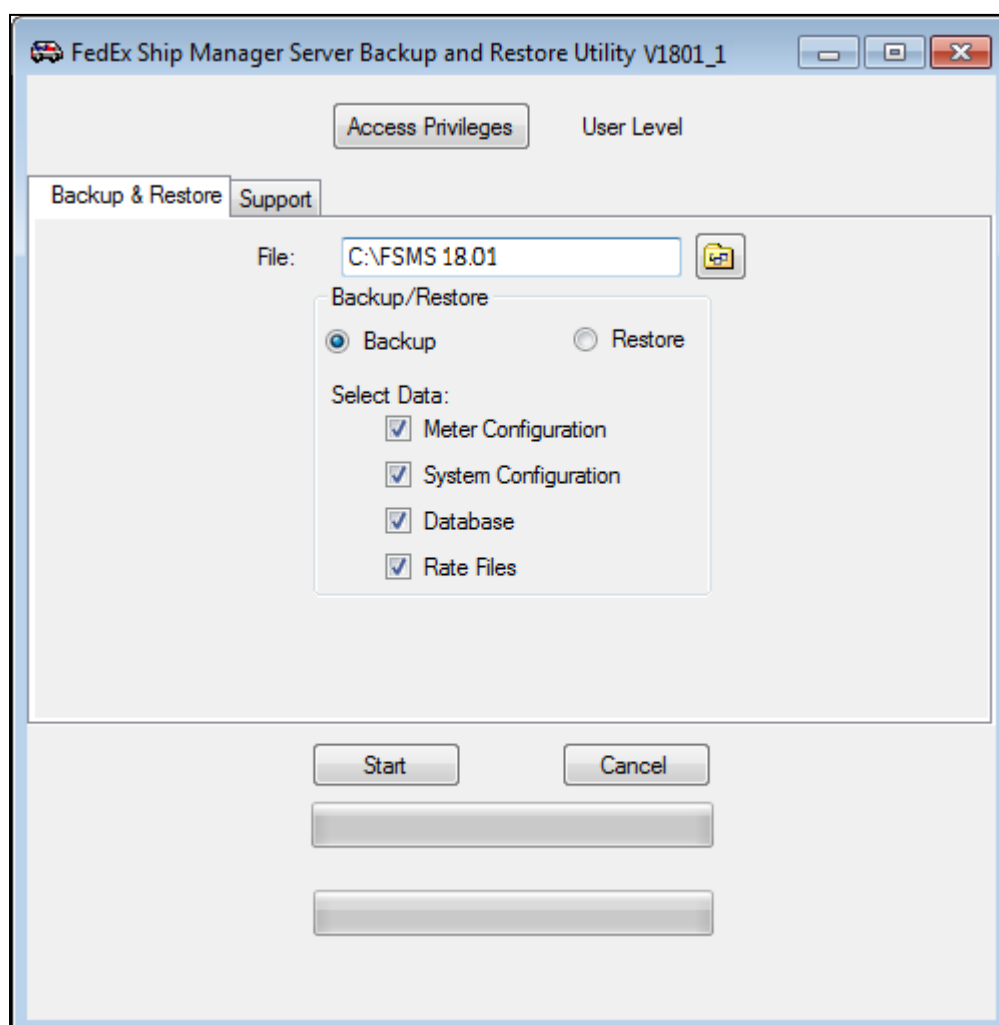 FedEx Ship Manager Server Backup and Restore Utility V1801_1
Access Privileges User Level
Backup & Restore Support
File: C:\FSMS 18.01
Backup/Restore
Backup Restore
Select Data:
Meter Configuration
System Configuration
Database
Rate Files
Start Cancel